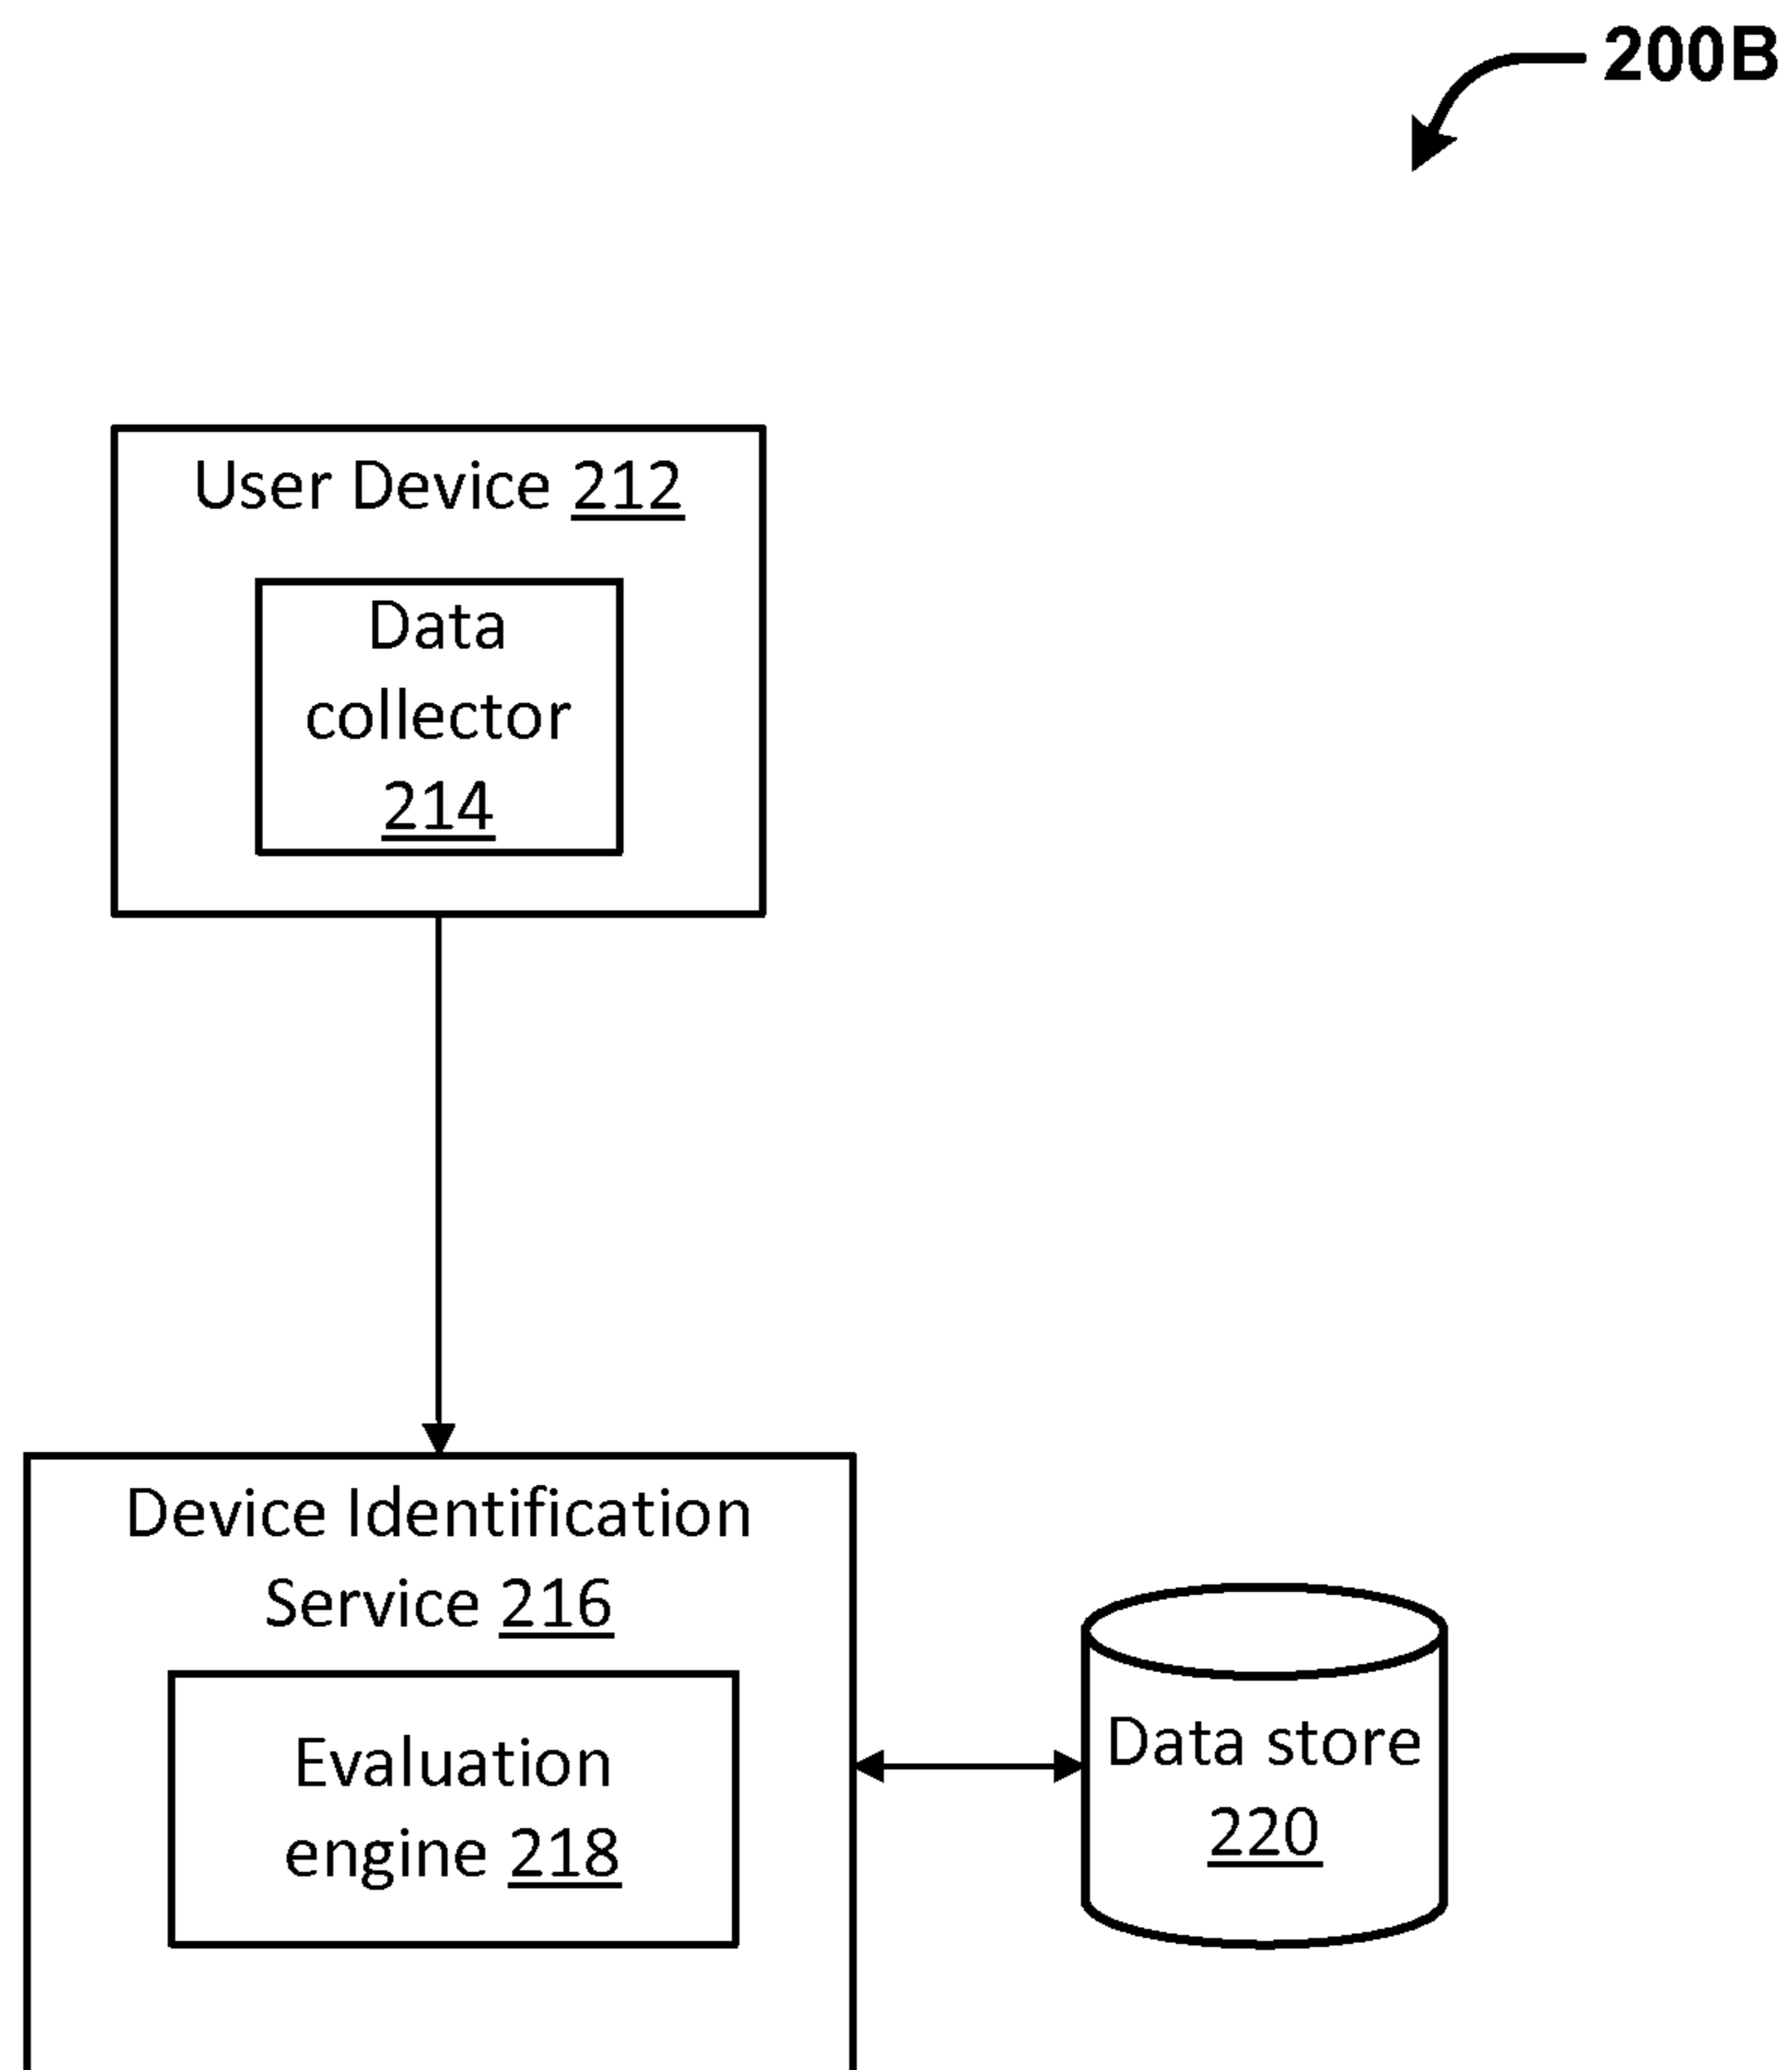 200B
User Device 212
Data
collector
214
Device Identification
Service 216
Evaluation
engine 218
Data store
220